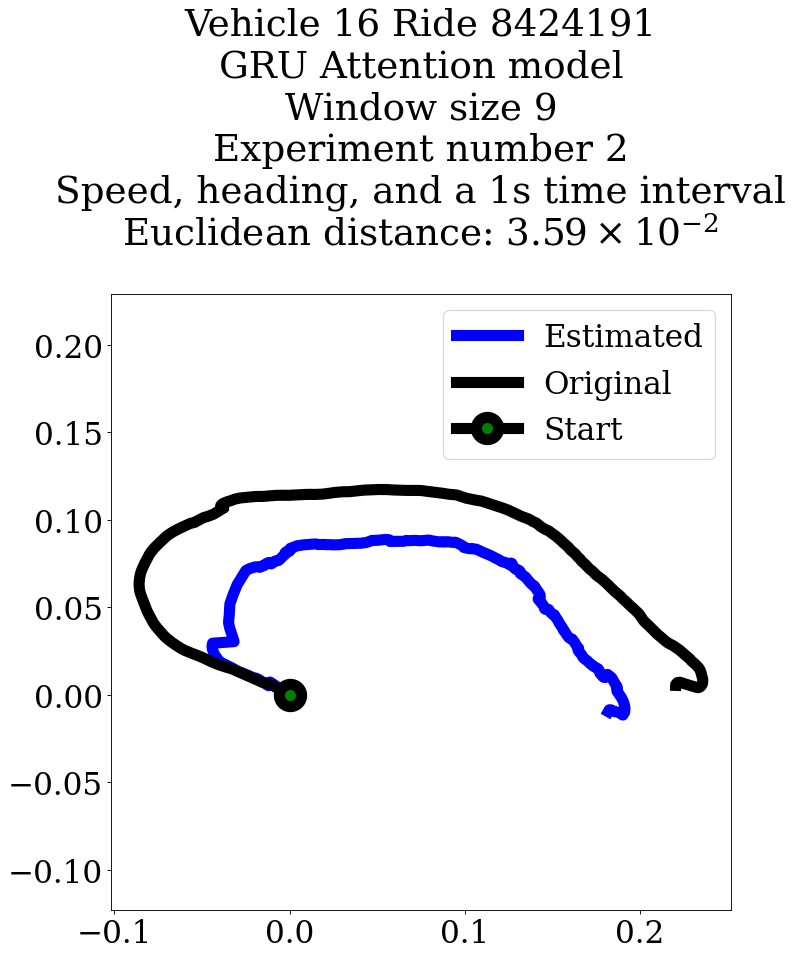 Vehicle 16 Ride 8424191
GRU Attention model
Window size 9
Experiment number 2
Speed, heading, and a 1s time interval
Euclidean distance: 3.59 × 10⁻²
Estimated
Original
Start
0.20
0.15
0.10
0.05
0.00
−0.05
−0.10
−0.1 0.0 0.1 0.2